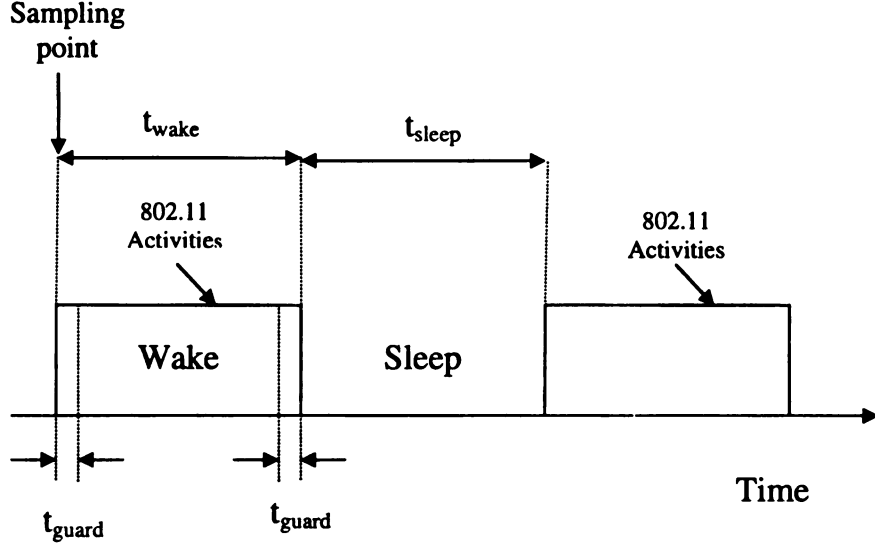 Sampling
point
t_wake
t_sleep
802.11
Activities
802.11
Activities
Wake
Sleep
t_guard
t_guard
Time